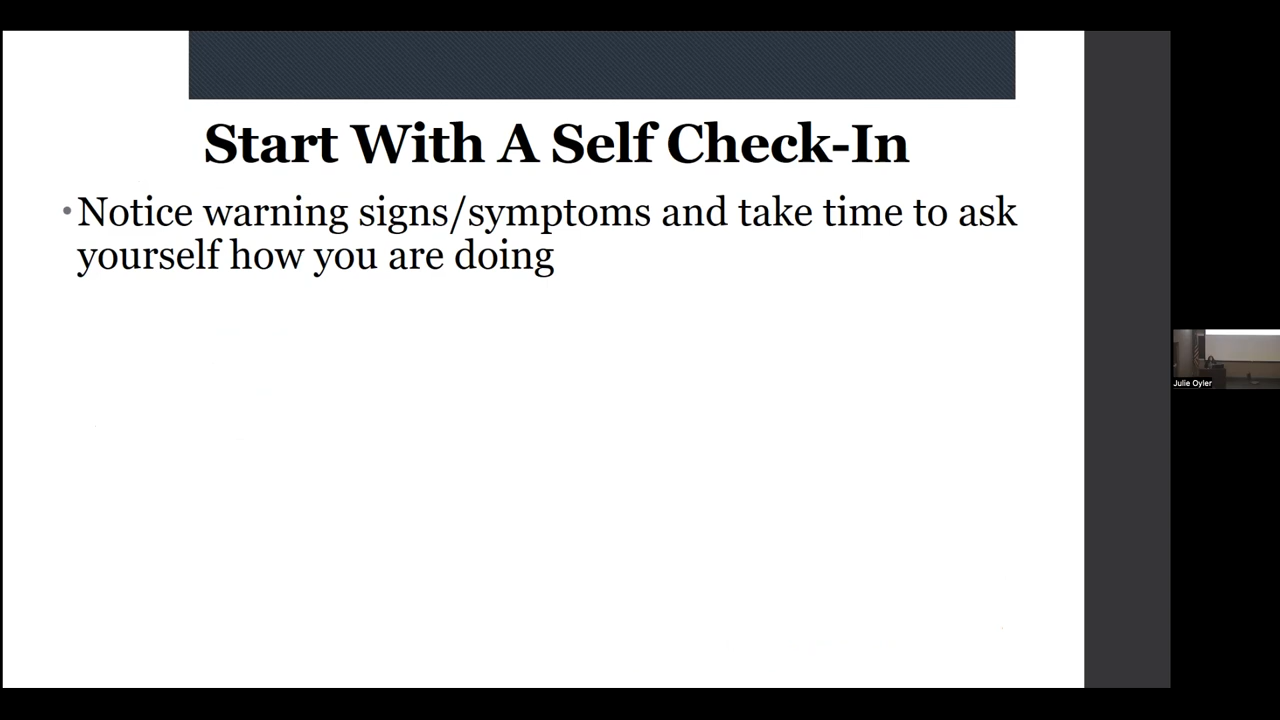 Start With A Self Check-In
•Notice warning signs/symptoms and take time to ask
yourself how you are doing
Julie Oyler